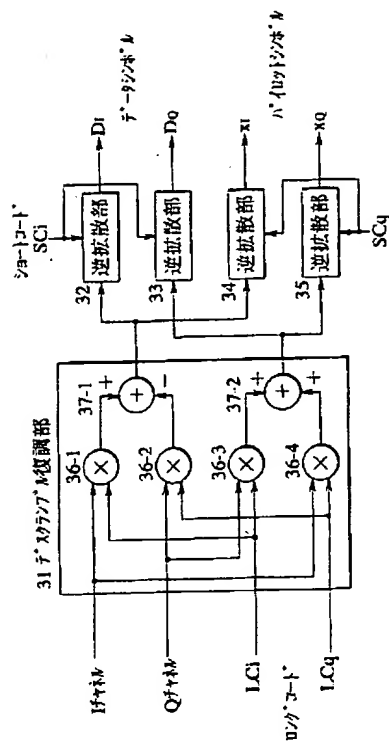 31 デスクランブル復調部
Iチャネル
Qチャネル
LCi
LCq
ロングコード
36-1
36-2
36-3
36-4
×
×
×
×
37-1
37-2
+
+
+
−
+
+
ショートコード
SCi
32 逆拡散部
33 逆拡散部
34 逆拡散部
35 逆拡散部
SCq
DI
DQ
データシンボル
XI
XQ
パイロットシンボル